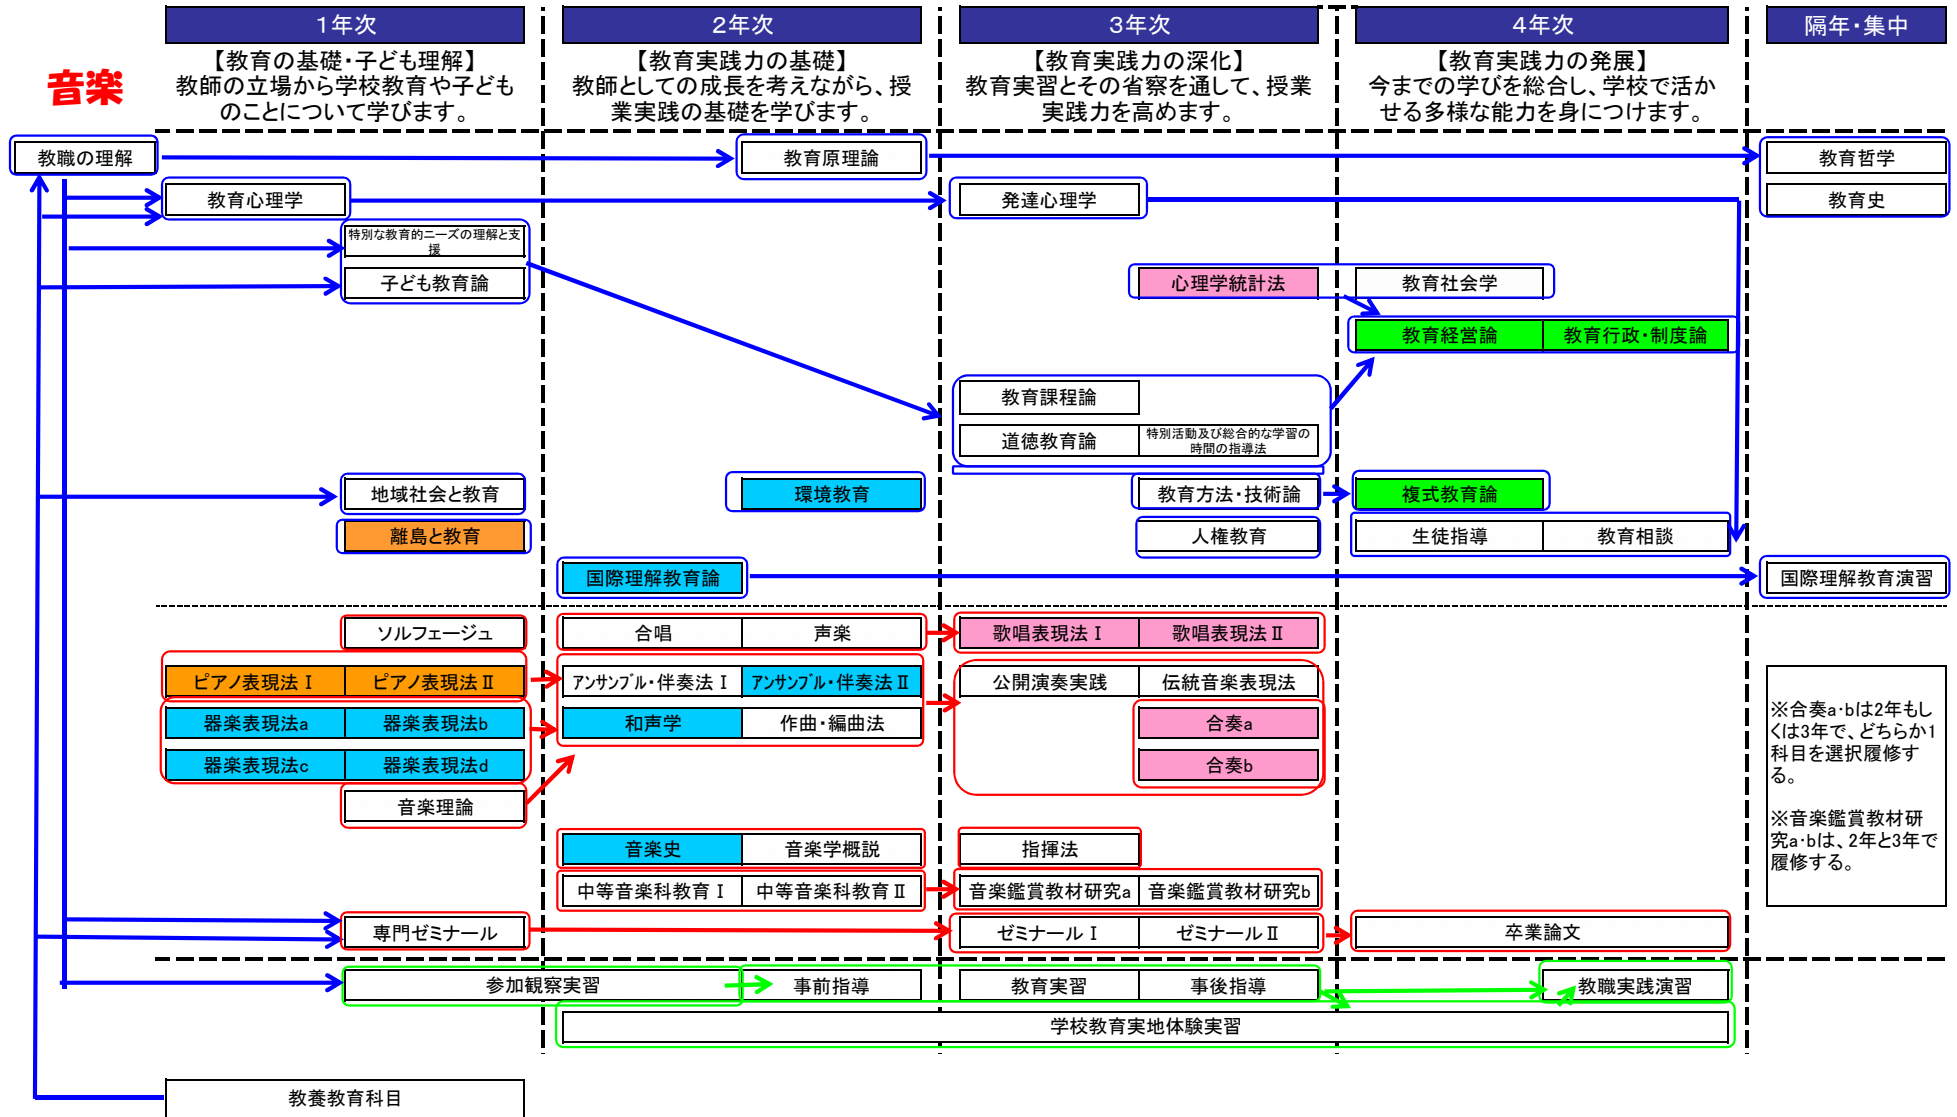 1年次
2年次
3年次
4年次
隔年・集中
音楽
【教育の基礎・子ども理解】
教師の立場から学校教育や子ども
のことについて学びます。
【教育実践力の基礎】
教師としての成長を考えながら、授
業実践の基礎を学びます。
【教育実践力の深化】
教育実習とその省察を通して、授業
実践力を高めます。
【教育実践力の発展】
今までの学びを総合し、学校で活か
せる多様な能力を身につけます。
教職の理解
教育原理論
教育哲学
教育心理学
発達心理学
教育史
特別な教育的ニーズの理解と支
援
子ども教育論
心理学統計法
教育社会学
教育経営論
教育行政・制度論
教育課程論
道徳教育論
特別活動及び総合的な学習の
時間の指導法
地域社会と教育
環境教育
教育方法・技術論
複式教育論
離島と教育
人権教育
生徒指導
教育相談
国際理解教育論
国際理解教育演習
ソルフェージュ
合唱
声楽
歌唱表現法Ⅰ
歌唱表現法Ⅱ
ピアノ表現法Ⅰ
ピアノ表現法Ⅱ
アンサンブル・伴奏法Ⅰ
アンサンブル・伴奏法Ⅱ
公開演奏実践
伝統音楽表現法
器楽表現法a
器楽表現法b
和声学
作曲・編曲法
合奏a
器楽表現法c
器楽表現法d
合奏b
音楽理論
※合奏a・bは2年もし
くは3年で、どちらか1
科目を選択履修す
る。
※音楽鑑賞教材研
究a・bは、2年と3年で
履修する。
音楽史
音楽学概説
指揮法
中等音楽科教育Ⅰ
中等音楽科教育Ⅱ
音楽鑑賞教材研究a
音楽鑑賞教材研究b
専門ゼミナール
ゼミナールⅠ
ゼミナールⅡ
卒業論文
参加観察実習
事前指導
教育実習
事後指導
教職実践演習
学校教育実地体験実習
教養教育科目